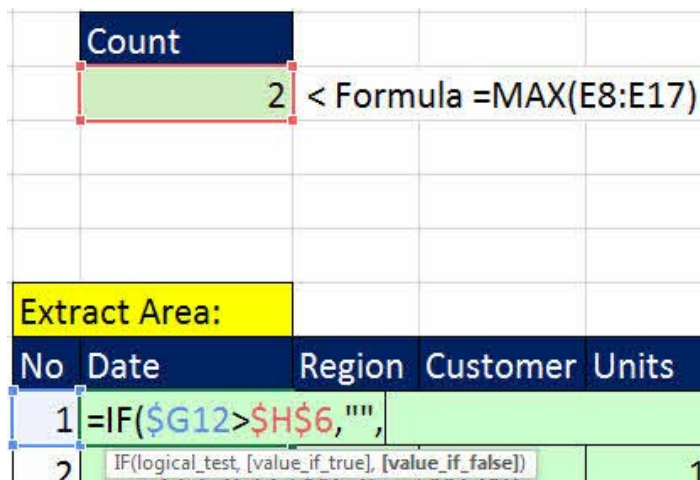 Count
2 < Formula =MAX(E8:E17)
Extract Area:
No Date Region Customer Units
1 =IF($G12>$H$6,"",
IF(logical_test, [value_if_true], [value_if_false])
2 1